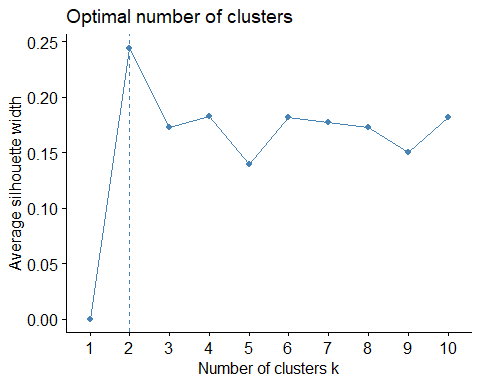 Optimal number of clusters
Average silhouette width
0.25
0.20
0.15
0.10
0.05
0.00
1 2 3 4 5 6 7 8 9 10
Number of clusters k